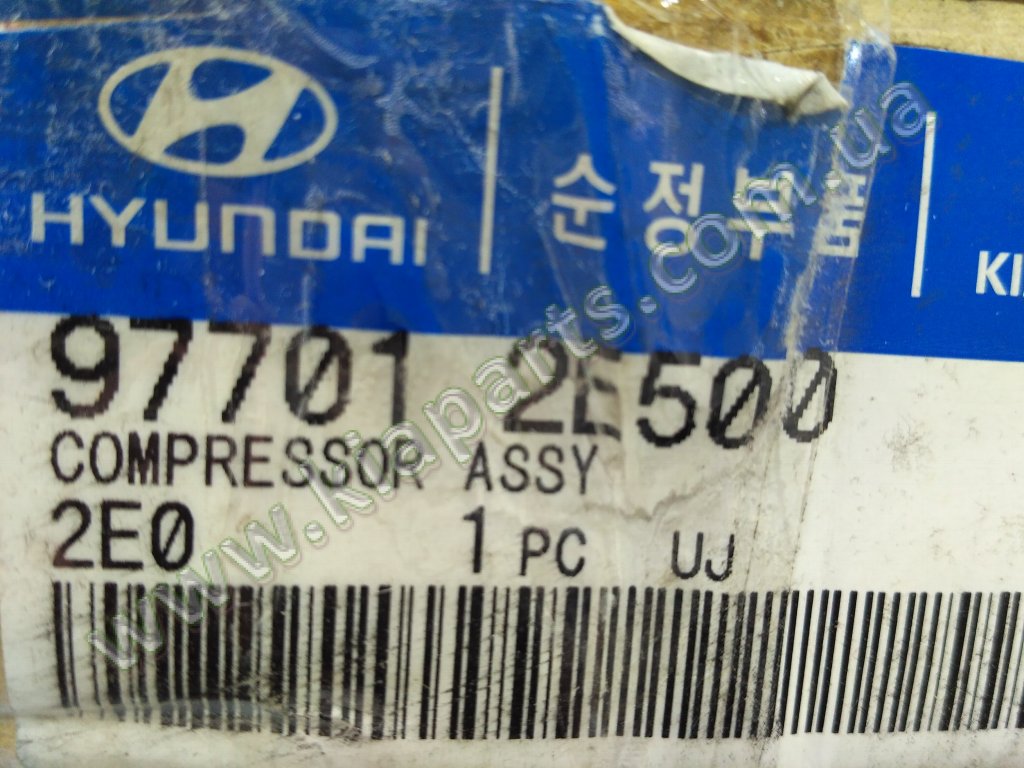 HYUNDAI
순정부품
KI
97701 2E500
COMPRESSOR ASSY
2E0 1 PC UJ
www.kiaparts.com.ua